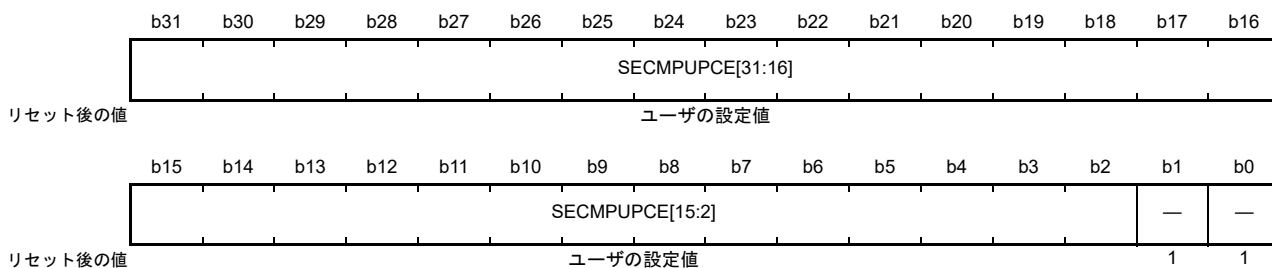 b31 b30 b29 b28 b27 b26 b25 b24 b23 b22 b21 b20 b19 b18 b17 b16
SECMPUPCE[31:16]
リセット後の値 ユーザの設定値
b15 b14 b13 b12 b11 b10 b9 b8 b7 b6 b5 b4 b3 b2 b1 b0
SECMPUPCE[15:2] — —
リセット後の値 ユーザの設定値 1 1